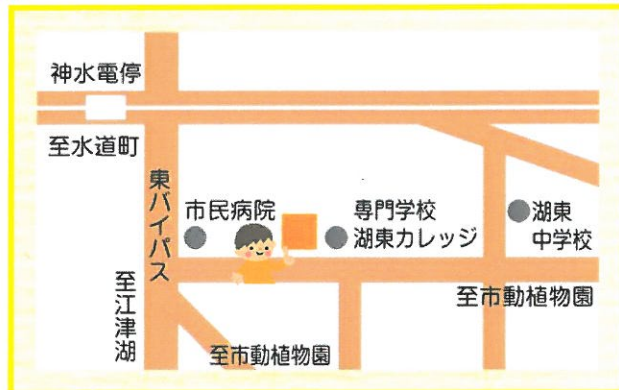 神水電停
至水道町
東バイパス
至江津湖
市民病院
専門学校
湖東カレッジ
湖東
中学校
至市動植物園
至市動植物園